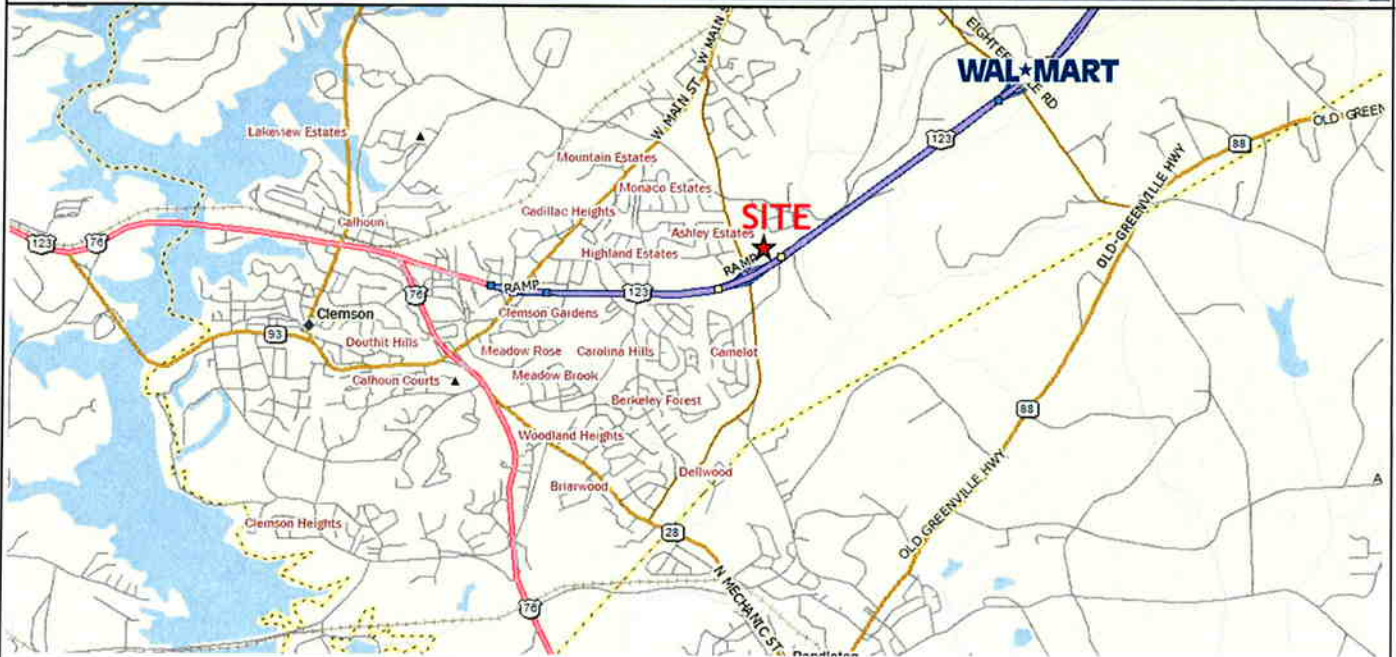 EIGHTEE
LE RD
WAL★MART
W MAIN S
W MAIN ST
OLD GREEN
88
123
Lakeview Estates
Mountain Estates
Monaco Estates
OLD-GREENVILLE HWY
Cadillac Heights
SITE
Calhoun
Ashley Estates
123
76
Highland Estates
RAMP
RAMP
76
123
Clemson
Clemson Gardens
93
Douthit Hills
Meadow Rose
Carolina Hills
Camelot
Calhoun Courts
Meadow Brook
Berkeley Forest
88
Woodland Heights
Dellwood
Briarwood
A
Clemson Heights
28
OLD GREENVILLE HWY
N MECHANIC ST
76
Pendleton